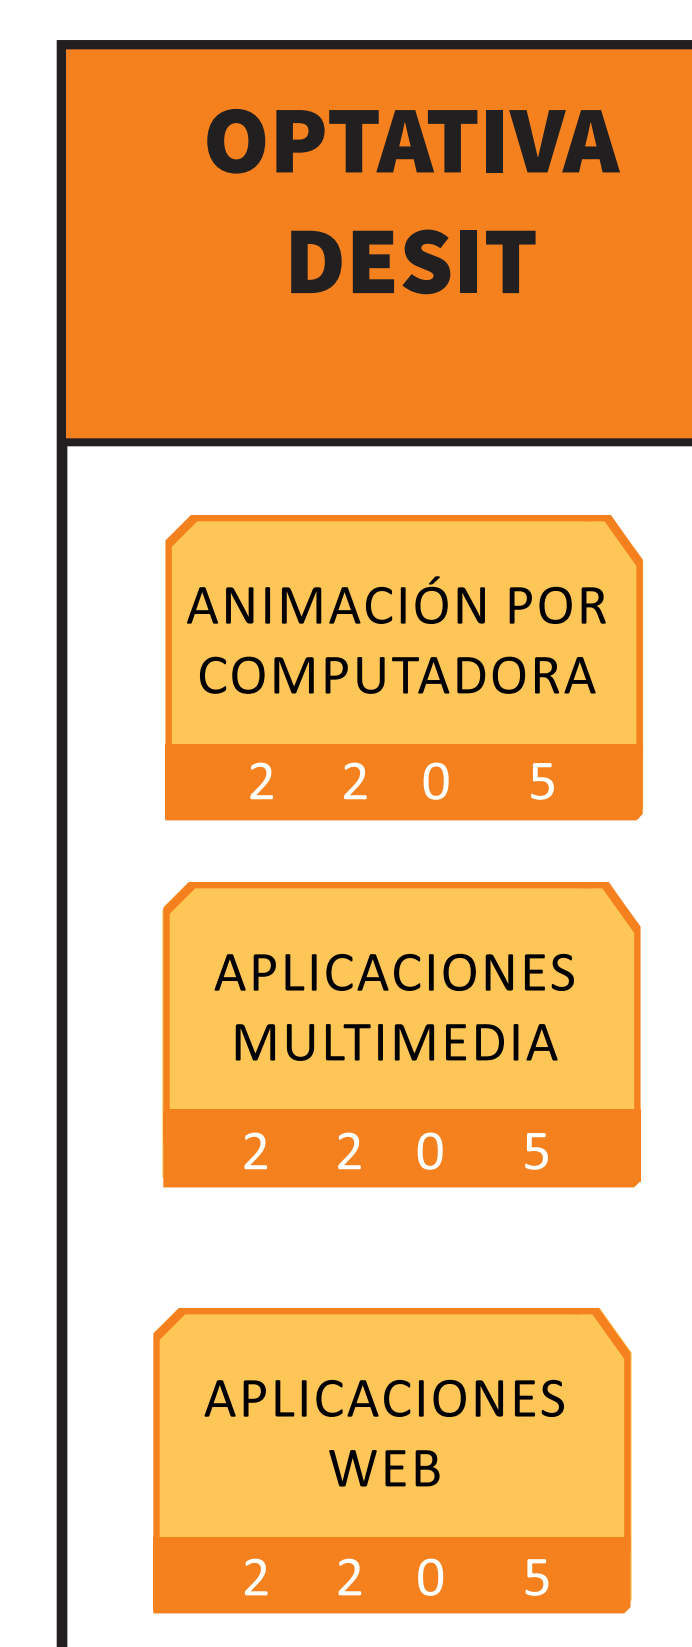 OPTATIVA
DESIT
ANIMACIÓN POR
COMPUTADORA
2 2 0 5
APLICACIONES
MULTIMEDIA
2 2 0 5
APLICACIONES
WEB
2 2 0 5